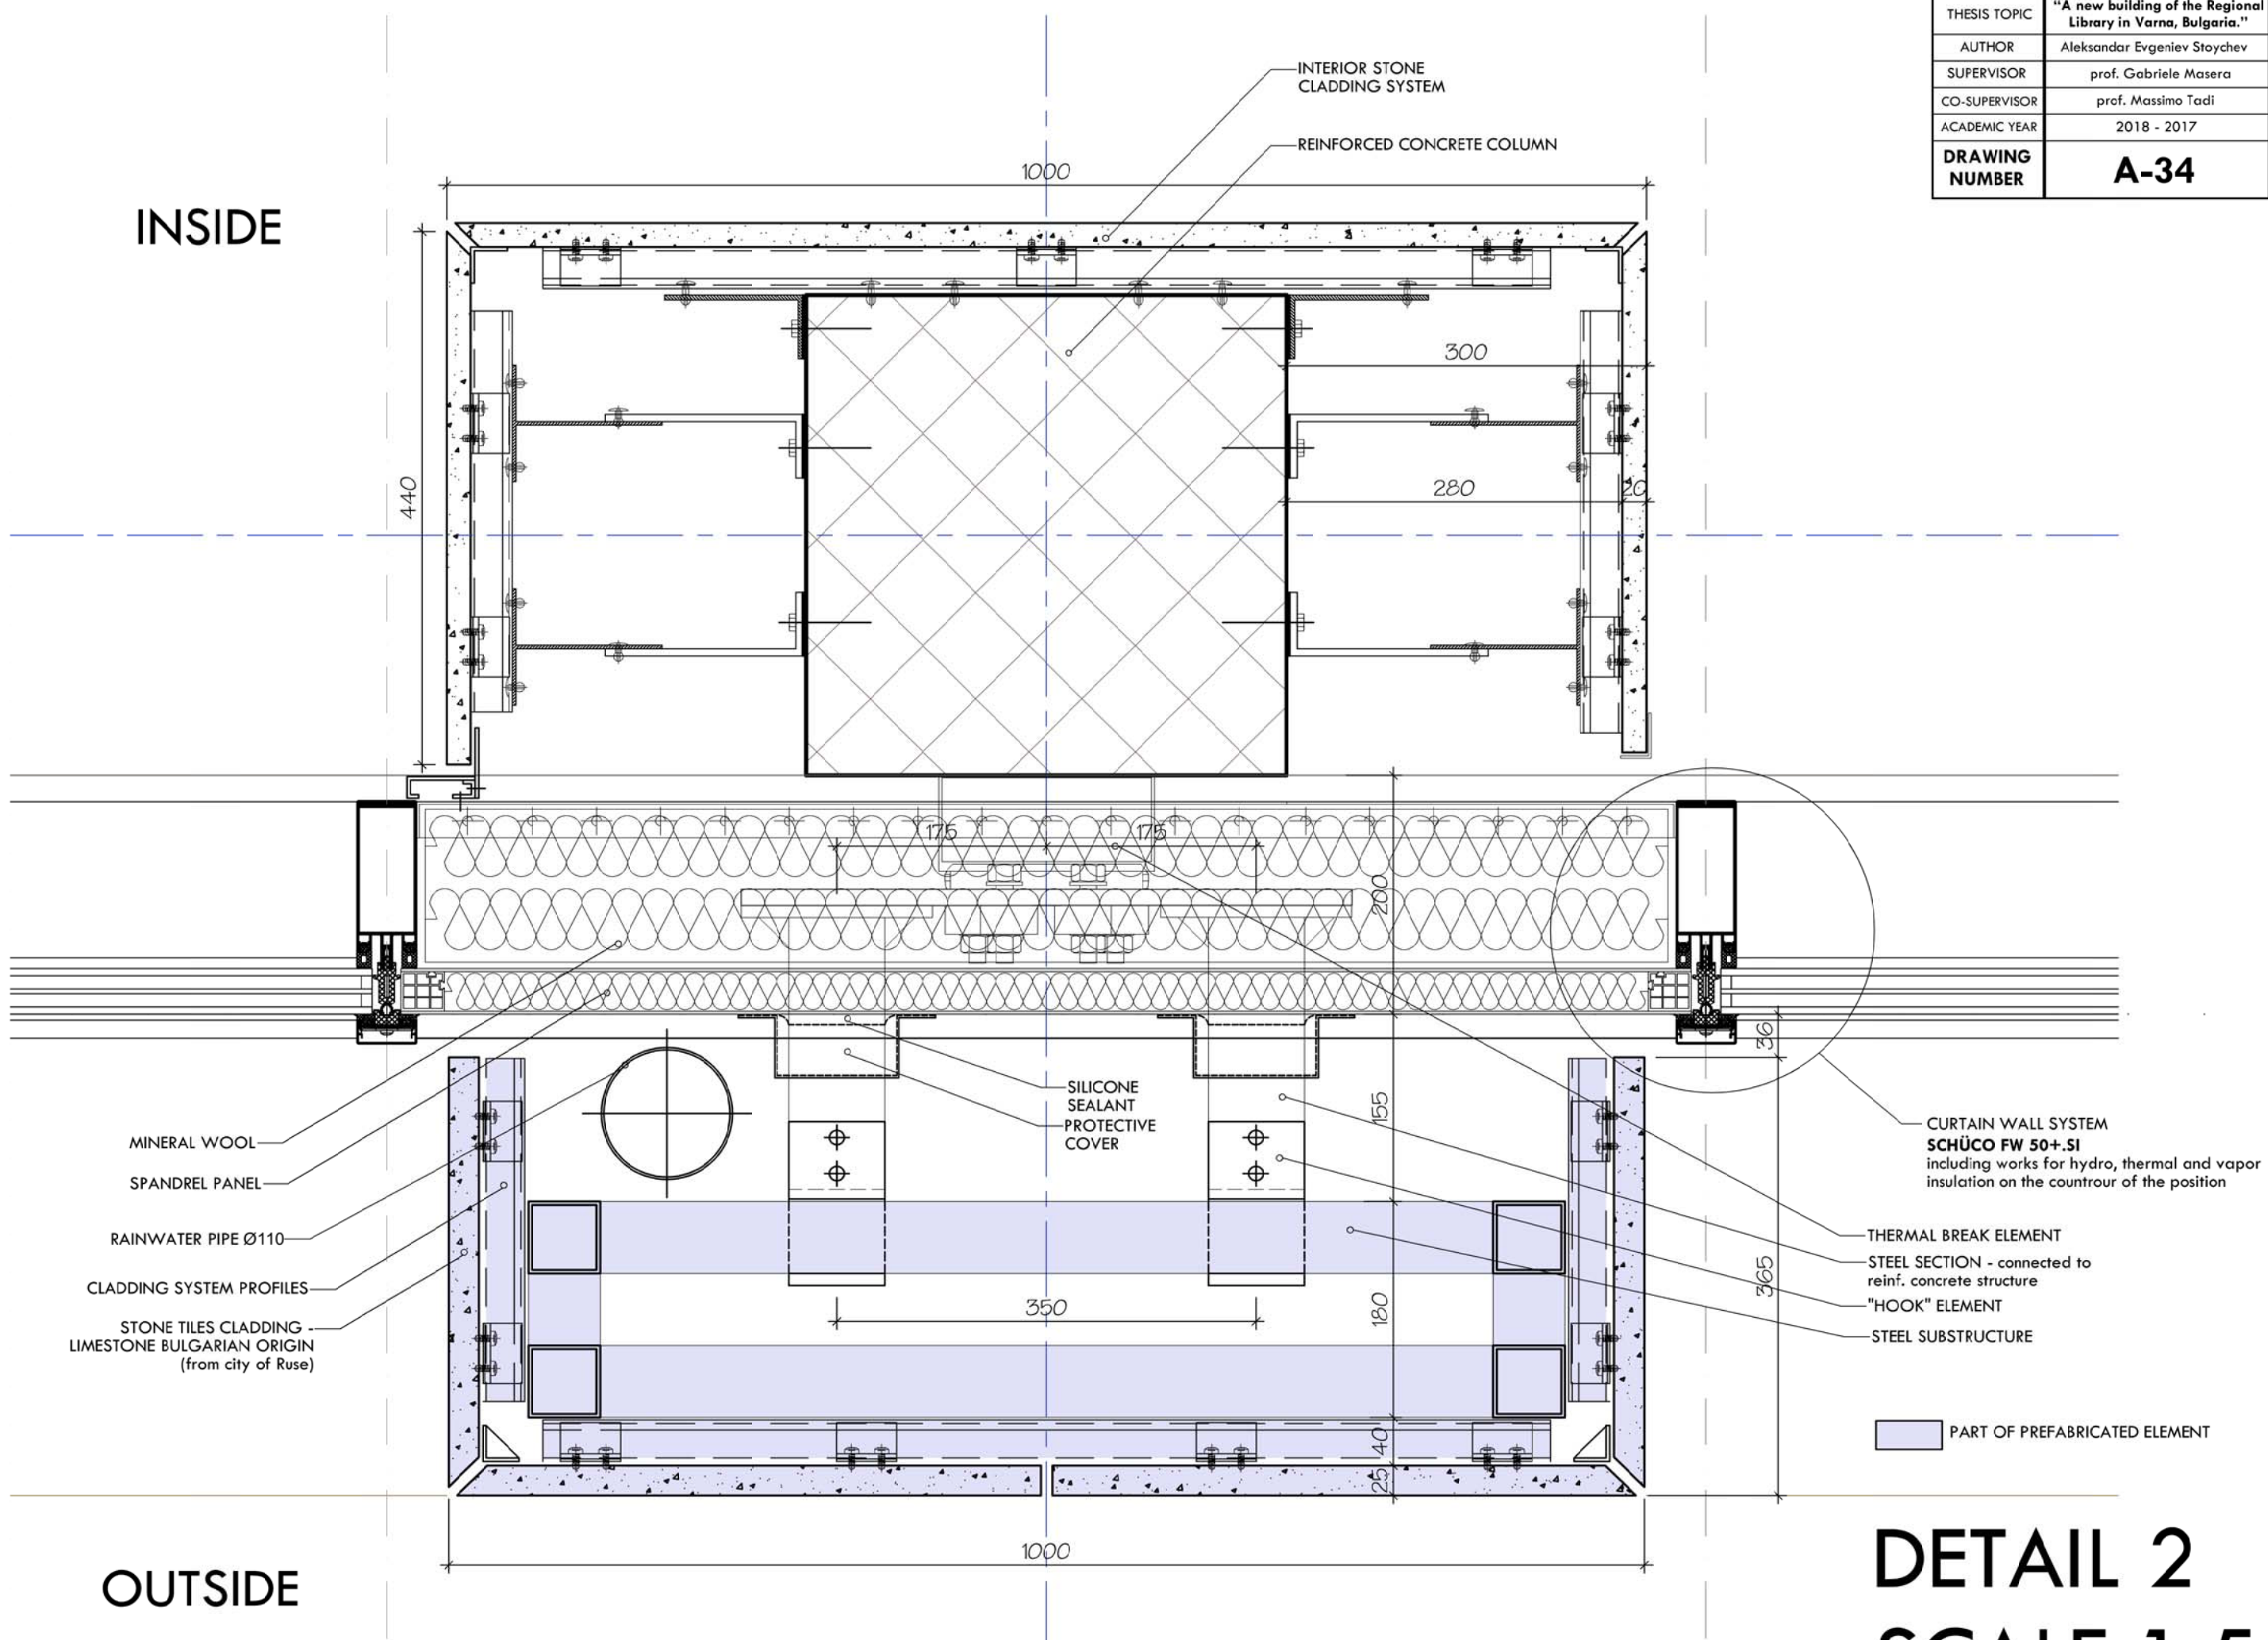 THESIS TOPIC
"A new building of the Regional
Library in Varna, Bulgaria."
AUTHOR
Aleksandar Evgeniev Stoychev
SUPERVISOR
prof. Gabriele Masera
CO-SUPERVISOR
prof. Massimo Tadi
ACADEMIC YEAR
2018 - 2017
DRAWING
NUMBER
A-34
INTERIOR STONE
CLADDING SYSTEM
REINFORCED CONCRETE COLUMN
1000
INSIDE
300
440
280
20
175
175
200
36
SILICONE
SEALANT
PROTECTIVE
COVER
155
MINERAL WOOL
SPANDREL PANEL
RAINWATER PIPE Ø110
CLADDING SYSTEM PROFILES
STONE TILES CLADDING -
LIMESTONE BULGARIAN ORIGIN
(from city of Ruse)
CURTAIN WALL SYSTEM
SCHÜCO FW 50+.SI
including works for hydro, thermal and vapor
insulation on the countrour of the position
THERMAL BREAK ELEMENT
STEEL SECTION - connected to
reinf. concrete structure
"HOOK" ELEMENT
STEEL SUBSTRUCTURE
365
350
180
40
25
PART OF PREFABRICATED ELEMENT
1000
OUTSIDE
DETAIL 2
SCALE 1:5